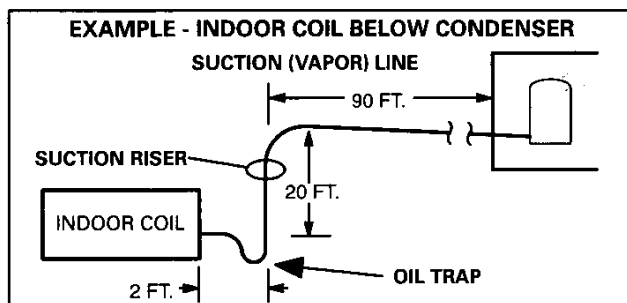 EXAMPLE - INDOOR COIL BELOW CONDENSER
SUCTION (VAPOR) LINE
90 FT.
SUCTION RISER
20 FT.
INDOOR COIL
2 FT.
OIL TRAP